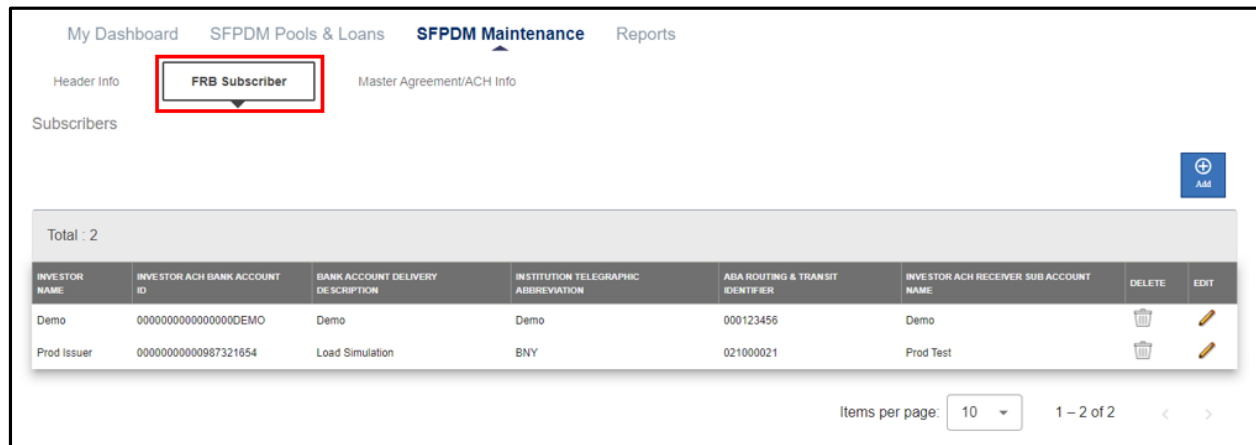 My Dashboard SFPDM Pools & Loans SFPDM Maintenance Reports
Header Info FRB Subscriber Master Agreement/ACH Info
Subscribers
Add
Total : 2
INVESTOR NAME INVESTOR ACH BANK ACCOUNT ID BANK ACCOUNT DELIVERY DESCRIPTION INSTITUTION TELEGRAPHIC ABBREVIATION ABA ROUTING & TRANSIT IDENTIFIER INVESTOR ACH RECEIVER SUB ACCOUNT NAME DELETE EDIT
Demo 0000000000000000DEMO Demo Demo 000123456 Demo
Prod Issuer 00000000000987321654 Load Simulation BNY 021000021 Prod Test
Items per page: 10 1 – 2 of 2